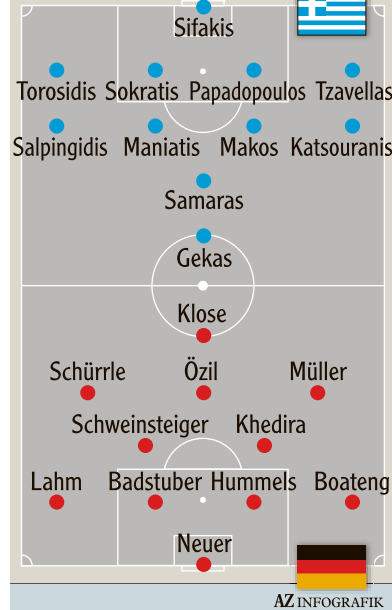 Sifakis
Torosidis Sokratis Papadopoulos Tzavellas
Salpingidis Maniatis Makos Katsouranis
Samaras
Gekas
Klose
Schürrle Özil Müller
Schweinsteiger Khedira
Lahm Badstuber Hummels Boateng
Neuer
AZ INFOGRAFIK